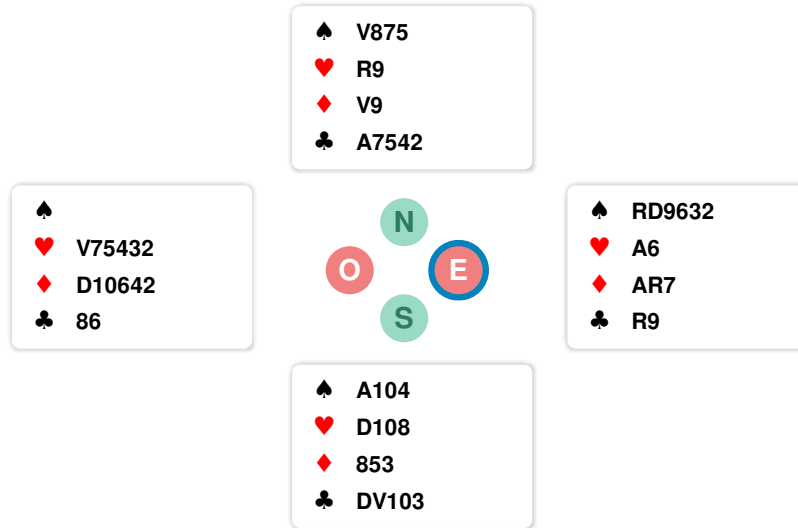 ♠ V875
♥ R9
♦ V9
♣ A7542
♠
♥ V75432
♦ D10642
♣ 86
N
O
E
S
♠ RD9632
♥ A6
♦ AR7
♣ R9
♠ A104
♥ D108
♦ 853
♣ DV103